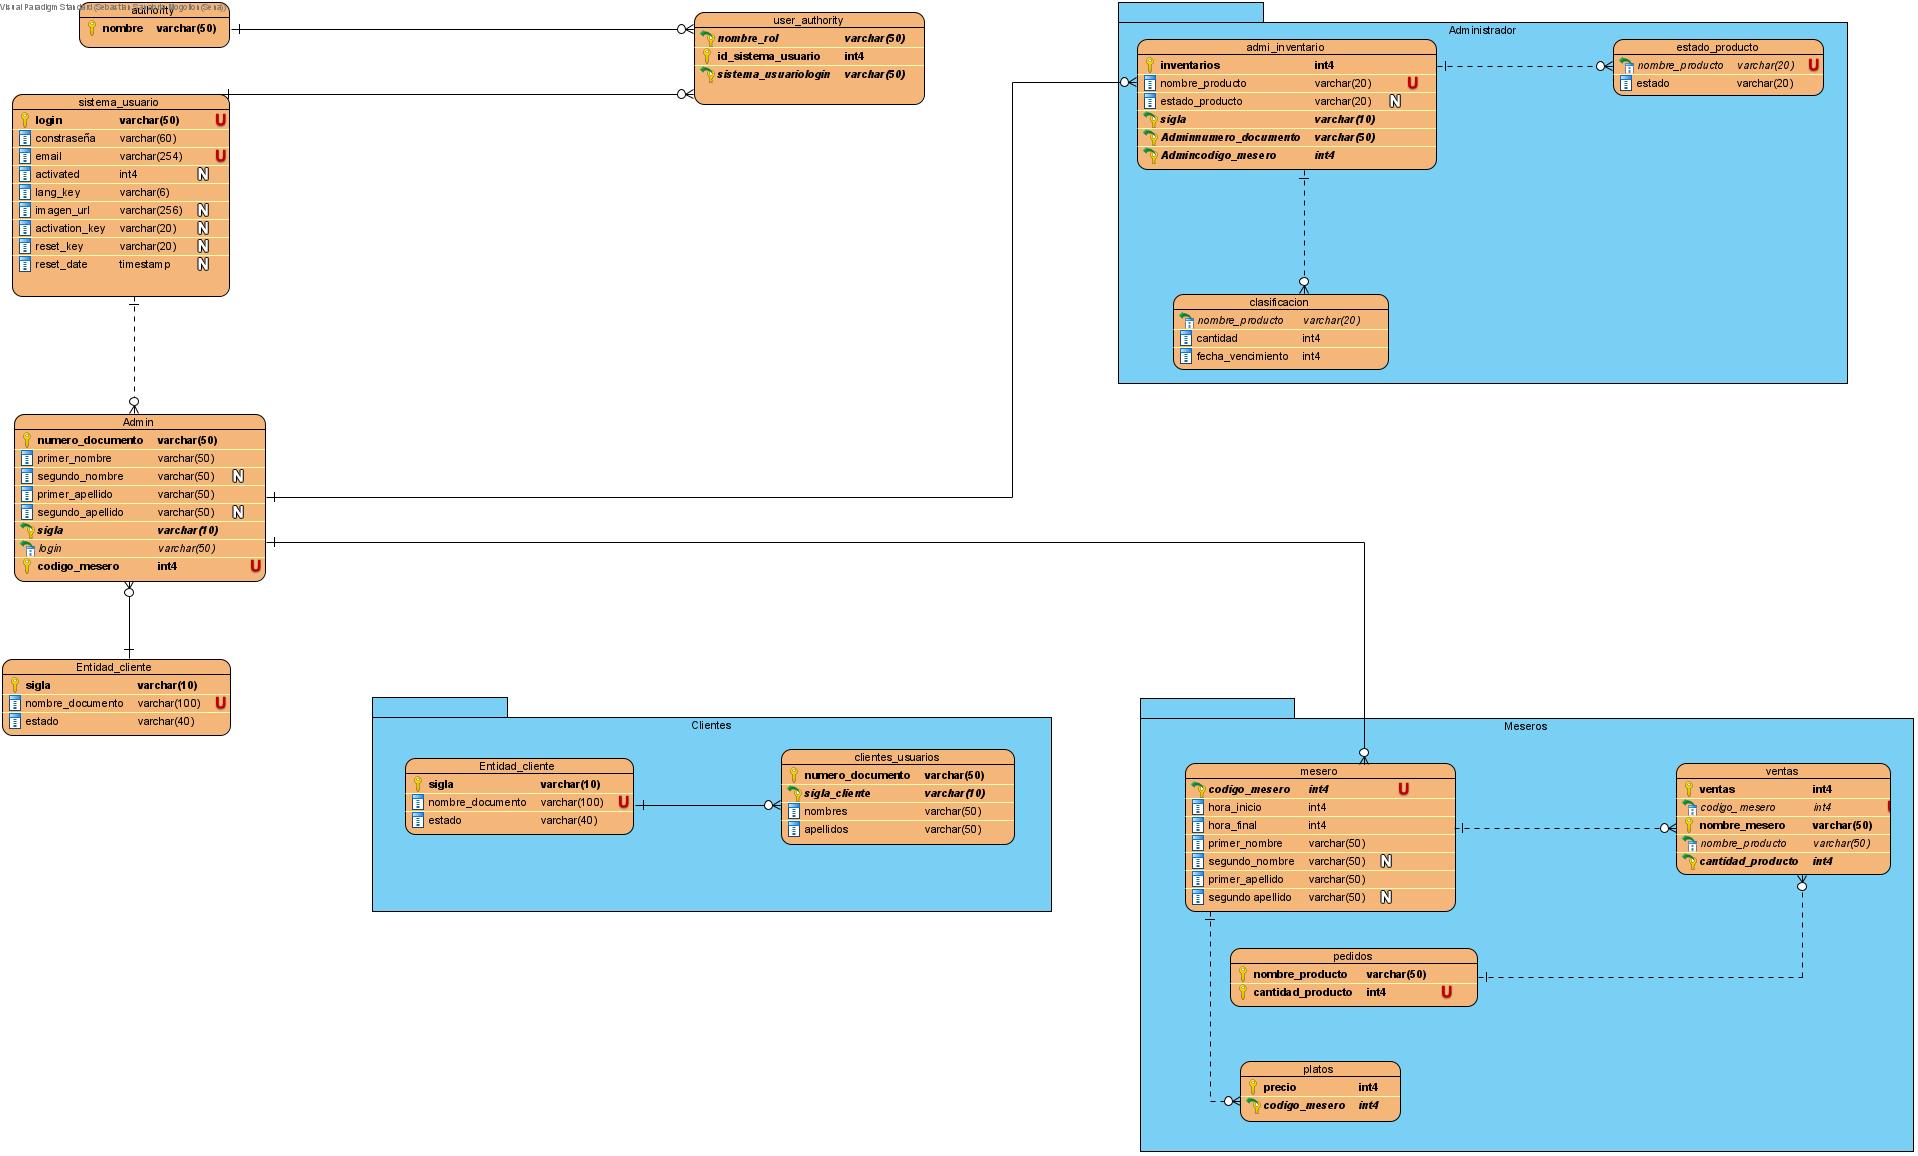 Visual Paradigm Standard (Sebastian
authority
nombre varchar(50)
user_authority
nombre_rol varchar(50)
id_sistema_usuario int4
sistema_usuariologin varchar(50)
sistema_usuario
login varchar(50) U
constraseña varchar(60)
email varchar(254) U
activated int4 N
lang_key varchar(6)
imagen_url varchar(256) N
activation_key varchar(20) N
reset_key varchar(20) N
reset_date timestamp N
Administrador
admi_inventario
inventarios int4
nombre_producto varchar(20) U
estado_producto varchar(20) N
sigla varchar(10)
Adminnumero_documento varchar(50)
Admincodigo_mesero int4
estado_producto
nombre_producto varchar(20) U
estado varchar(20)
clasificacion
nombre_producto varchar(20)
cantidad int4
fecha_vencimiento int4
Admin
numero_documento varchar(50)
primer_nombre varchar(50)
segundo_nombre varchar(50) N
primer_apellido varchar(50)
segundo_apellido varchar(50) N
sigla varchar(10)
login varchar(50)
codigo_mesero int4 U
Entidad_cliente
sigla varchar(10)
nombre_documento varchar(100) U
estado varchar(40)
Clientes
Entidad_cliente
sigla varchar(10)
nombre_documento varchar(100) U
estado varchar(40)
clientes_usuarios
numero_documento varchar(50)
sigla_cliente varchar(10)
nombres varchar(50)
apellidos varchar(50)
Meseros
mesero
codigo_mesero int4 U
hora_inicio int4
hora_final int4
primer_nombre varchar(50)
segundo_nombre varchar(50) N
primer_apellido varchar(50)
segundo apellido varchar(50) N
ventas
ventas int4
codigo_mesero int4
nombre_mesero varchar(50)
nombre_producto varchar(50)
cantidad_producto int4
pedidos
nombre_producto varchar(50)
cantidad_producto int4 U
platos
precio int4
codigo_mesero int4